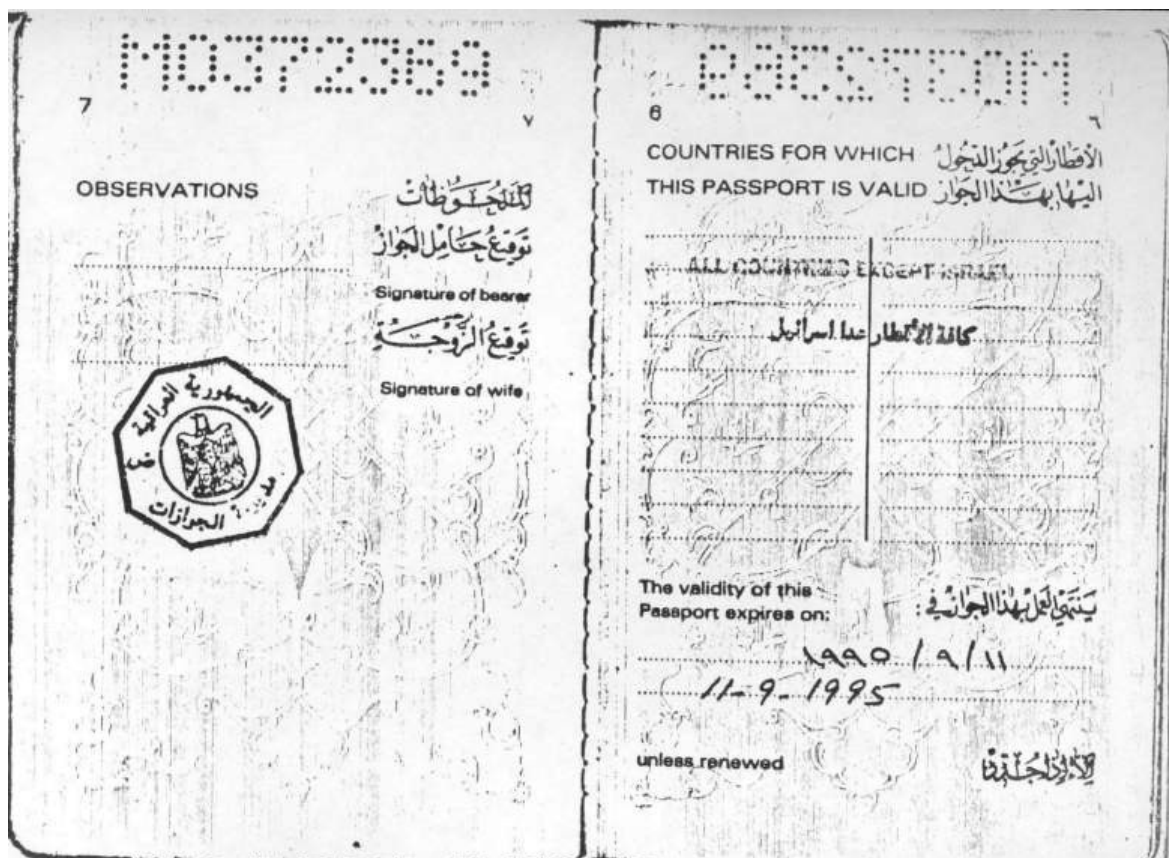 M0372369
7
٧
OBSERVATIONS
الملحوظات
توقيع حامل الجواز
Signature of bearer
توقيع الزوجة
Signature of wife
الجمهورية العراقية
الجوازات
M0372369
6
٦
COUNTRIES FOR WHICH الأقطار التي يجوز الدخول
THIS PASSPORT IS VALID اليها بهذا الجواز
ALL COUNTRIES EXCEPT ISRAEL
كافة الأقطار عدا اسرائيل
The validity of this
Passport expires on: ينتهي العمل بهذا الجواز في :
١٩٩٥ / ٩ / ١١
11-9-1995
unless renewed إلا إذا جدد